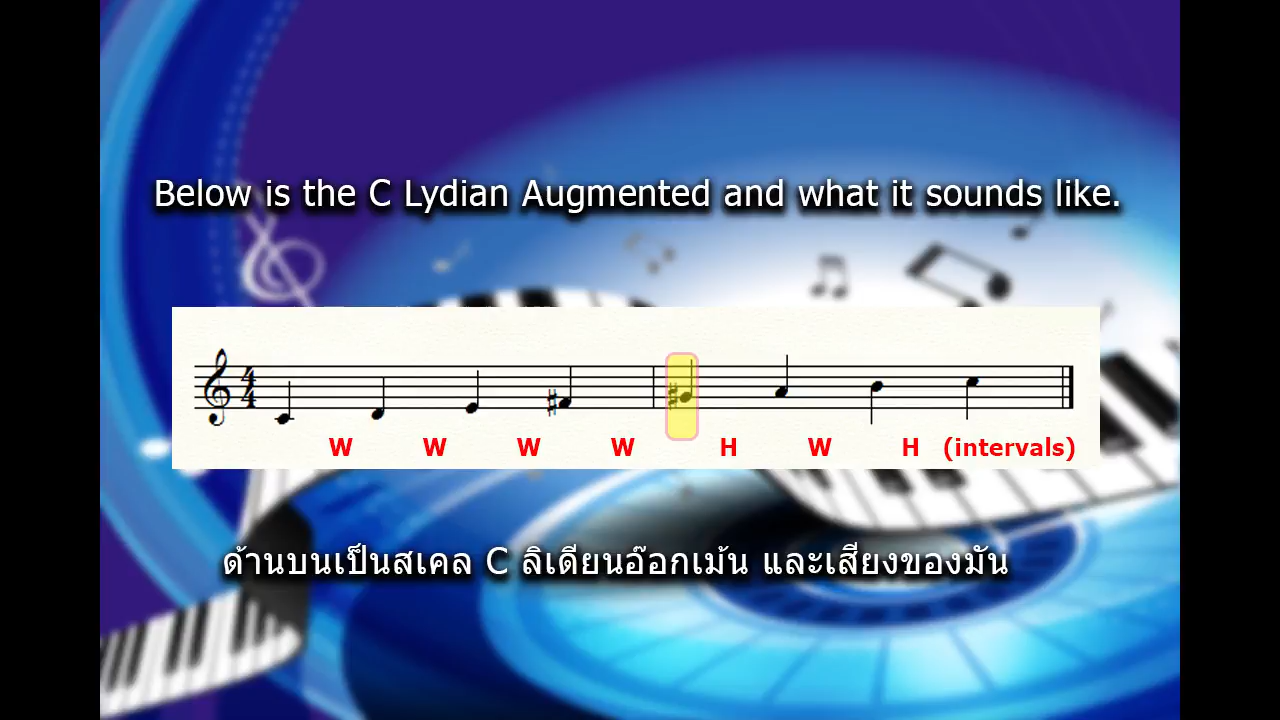 Below is the C Lydian Augmented and what it sounds like.
4
4
W W W W H W H (intervals)
ด้านบนเป็นสเคล C ลิเดียนอ๊อกเม้น และเสียงของมัน